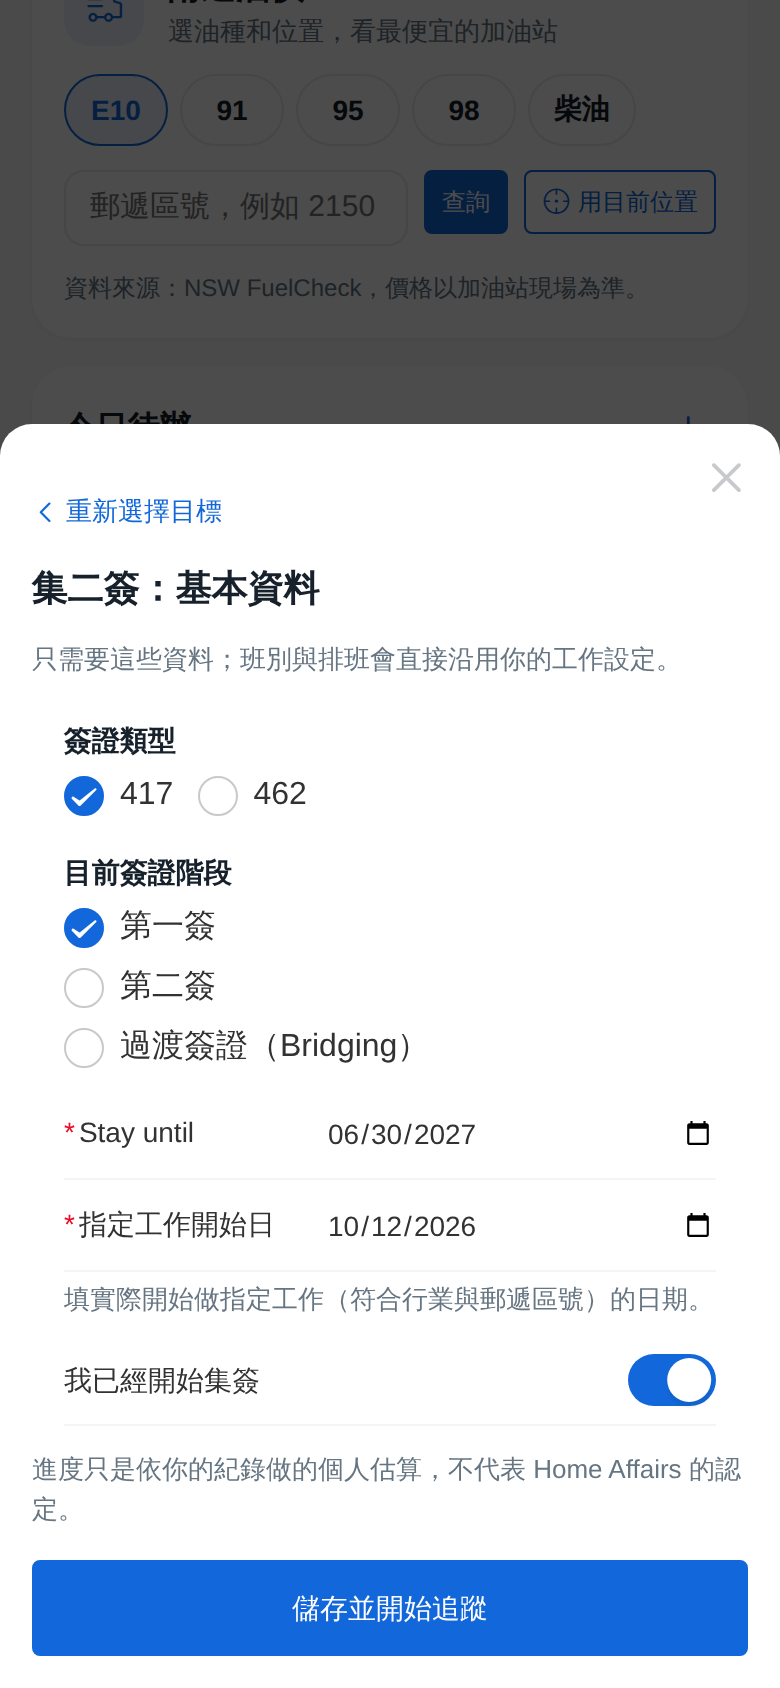 選油種和位置，看最便宜的加油站
E10
91
95
98
柴油
郵遞區號，例如 2150
查詢
用目前位置
資料來源：NSW FuelCheck，價格以加油站現場為準。
今日待辦
重新選擇目標
集二簽：基本資料
只需要這些資料；班別與排班會直接沿用你的工作設定。
簽證類型
417
462
目前簽證階段
第一簽
第二簽
過渡簽證（Bridging）
*Stay until
06/30/2027
*指定工作開始日
10/12/2026
填實際開始做指定工作（符合行業與郵遞區號）的日期。
我已經開始集簽
進度只是依你的紀錄做的個人估算，不代表 Home Affairs 的認
定。
儲存並開始追蹤